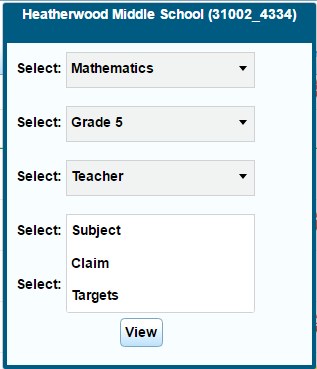 Heatherwood Middle School (31002_4334)
Select: Mathematics
Select: Grade 5
Select: Teacher
Select: Subject
Claim
Select:
Targets
View